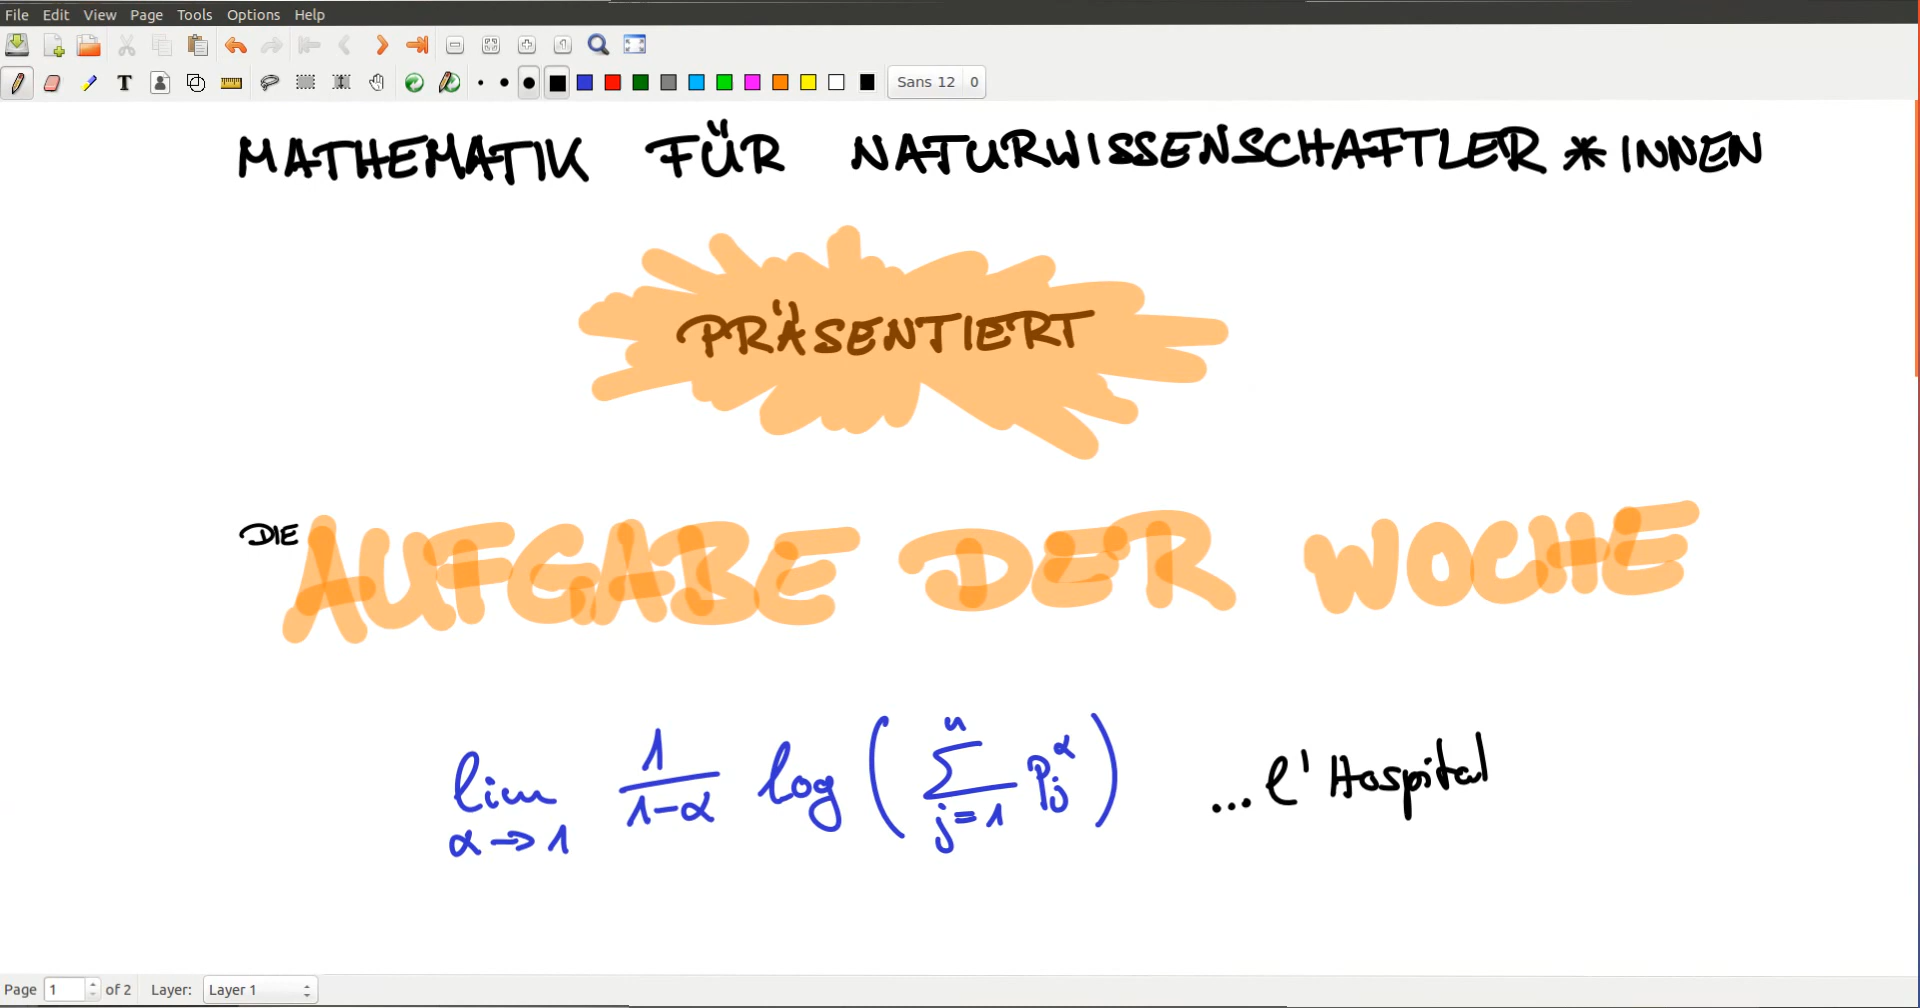 File Edit View Page Tools Options Help
Sans 12 0
MATHEMATIK FÜR NATURWISSENSCHAFTLER*INNEN
PRÄSENTIERT
DIE AUFGABE DER WOCHE
lim α→1 1/(1-α) log ( ∑ j=1 n p_j^α ) ... l'Hospital
Page 1 of 2 Layer: Layer 1